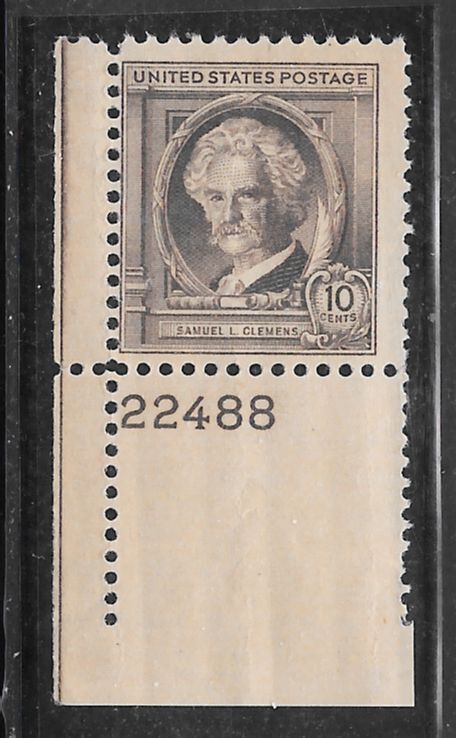 UNITED STATES POSTAGE
10
CENTS
SAMUEL L. CLEMENS
22488